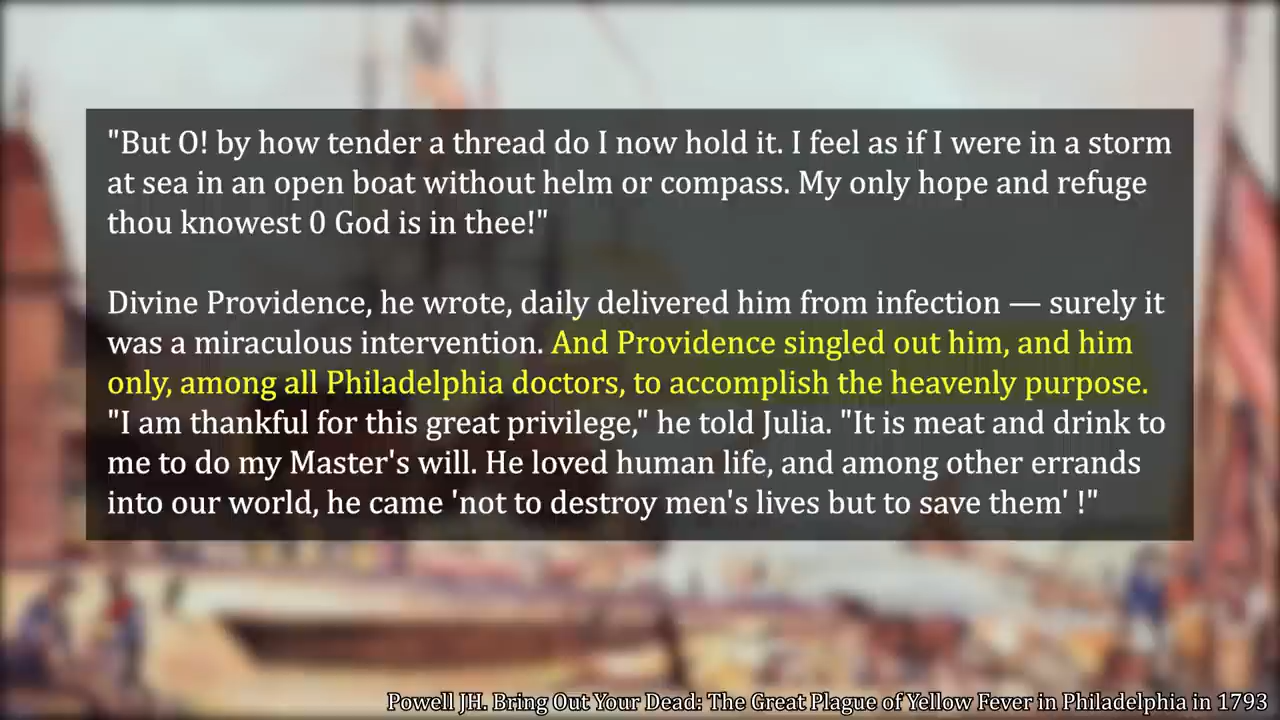 "But O! by how tender a thread do I now hold it. I feel as if I were in a storm
at sea in an open boat without helm or compass. My only hope and refuge
thou knowest 0 God is in thee!"
Divine Providence, he wrote, daily delivered him from infection — surely it
was a miraculous intervention. And Providence singled out him, and him
only, among all Philadelphia doctors, to accomplish the heavenly purpose.
"I am thankful for this great privilege," he told Julia. "It is meat and drink to
me to do my Master's will. He loved human life, and among other errands
into our world, he came 'not to destroy men's lives but to save them' !"
Powell JH. Bring Out Your Dead: The Great Plague of Yellow Fever in Philadelphia in 1793